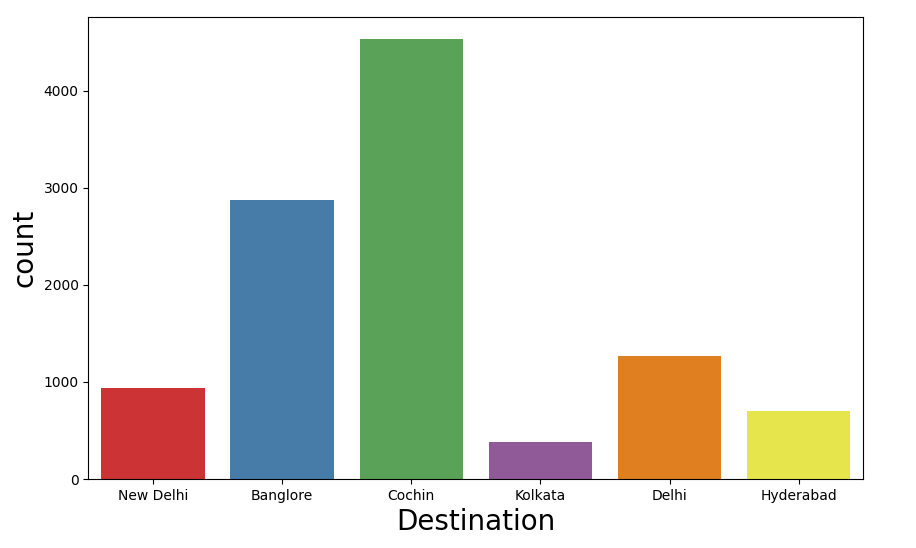 count
4000
3000
2000
1000
0
New Delhi Banglore Cochin Kolkata Delhi Hyderabad
Destination